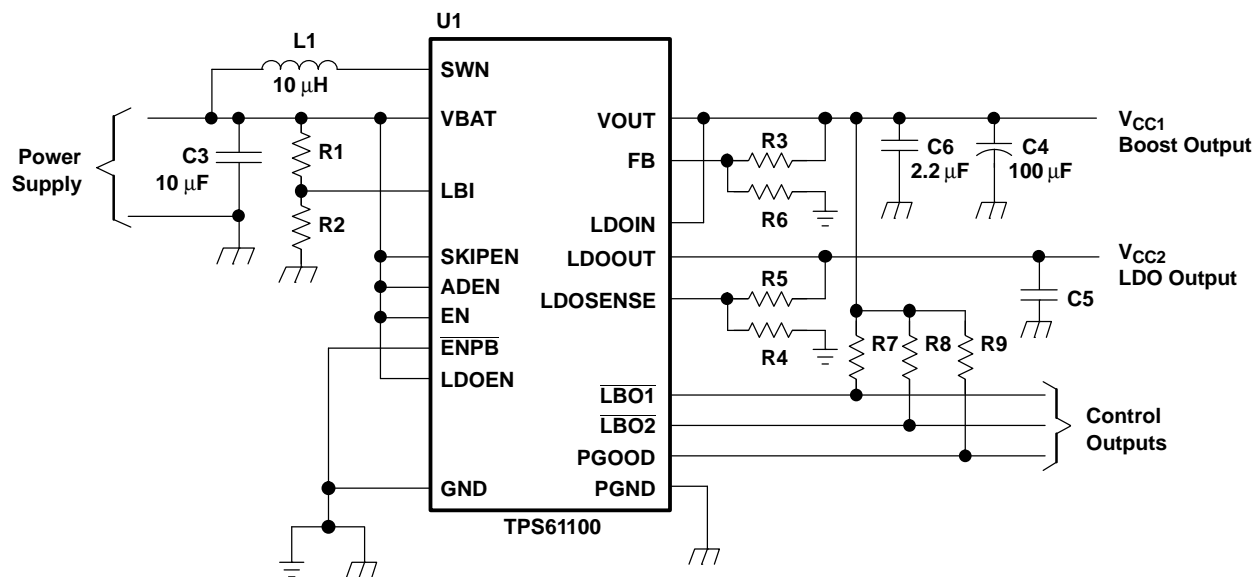 U1
L1
10 μH
SWN
VBAT
VOUT
VCC1
Boost Output
Power
Supply
C3
10 μF
R1
R3
C6
2.2 μF
C4
100 μF
FB
LBI
R2
R6
LDOIN
SKIPEN
LDOOUT
VCC2
LDO Output
ADEN
R5
C5
LDOSENSE
EN
R4
ENPB
R7
R8
R9
LDOEN
LBO1
Control
Outputs
LBO2
PGOOD
GND
PGND
TPS61100